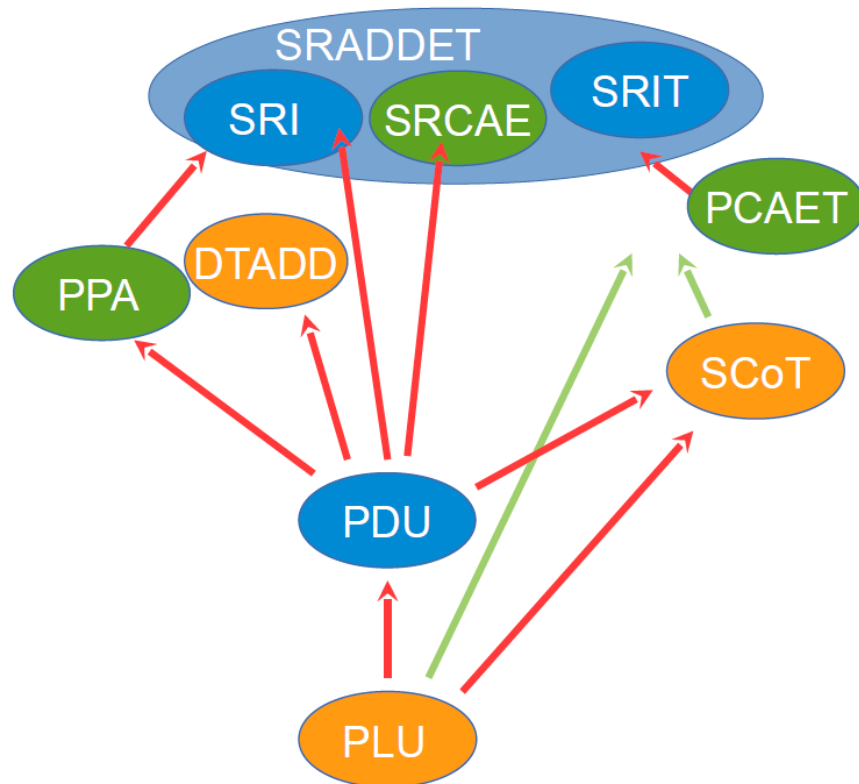 SRADDET
SRI
SRCAE
SRIT
PCAET
DTADD
PPA
SCoT
PDU
PLU